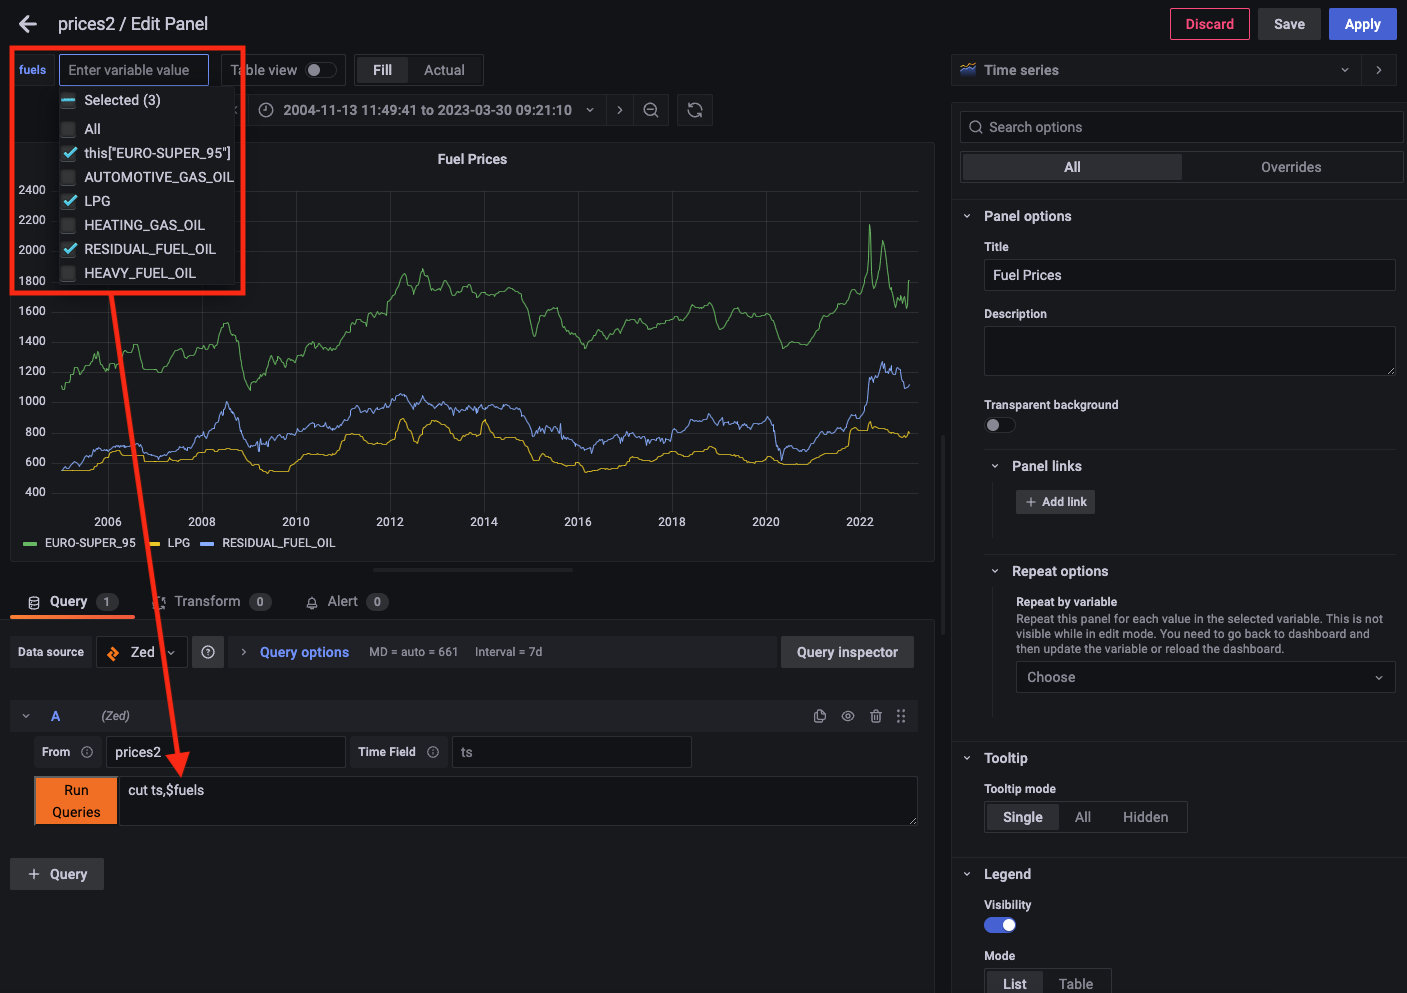 prices2 / Edit Panel
Discard
Save
Apply
fuels
Enter variable value
Table view
Fill
Actual
Time series
Selected (3)
All
this["EURO-SUPER_95"]
AUTOMOTIVE_GAS_OIL
LPG
HEATING_GAS_OIL
RESIDUAL_FUEL_OIL
HEAVY_FUEL_OIL
2004-11-13 11:49:41 to 2023-03-30 09:21:10
Search options
All
Overrides
Fuel Prices
2400
2200
2000
1800
1600
1400
1200
1000
800
600
400
2006
2008
2010
2012
2014
2016
2018
2020
2022
EURO-SUPER_95
LPG
RESIDUAL_FUEL_OIL
Panel options
Title
Fuel Prices
Description
Transparent background
Panel links
+ Add link
Repeat options
Repeat by variable
Repeat this panel for each value in the selected variable. This is not
visible while in edit mode. You need to go back to dashboard and
then update the variable or reload the dashboard.
Choose
Query 1
Transform 0
Alert 0
Data source
Zed
Query options
MD = auto = 661
Interval = 7d
Query inspector
A
(Zed)
From
prices2
Time Field
ts
Run
Queries
cut ts,$fuels
+ Query
Tooltip
Tooltip mode
Single
All
Hidden
Legend
Visibility
Mode
List
Table